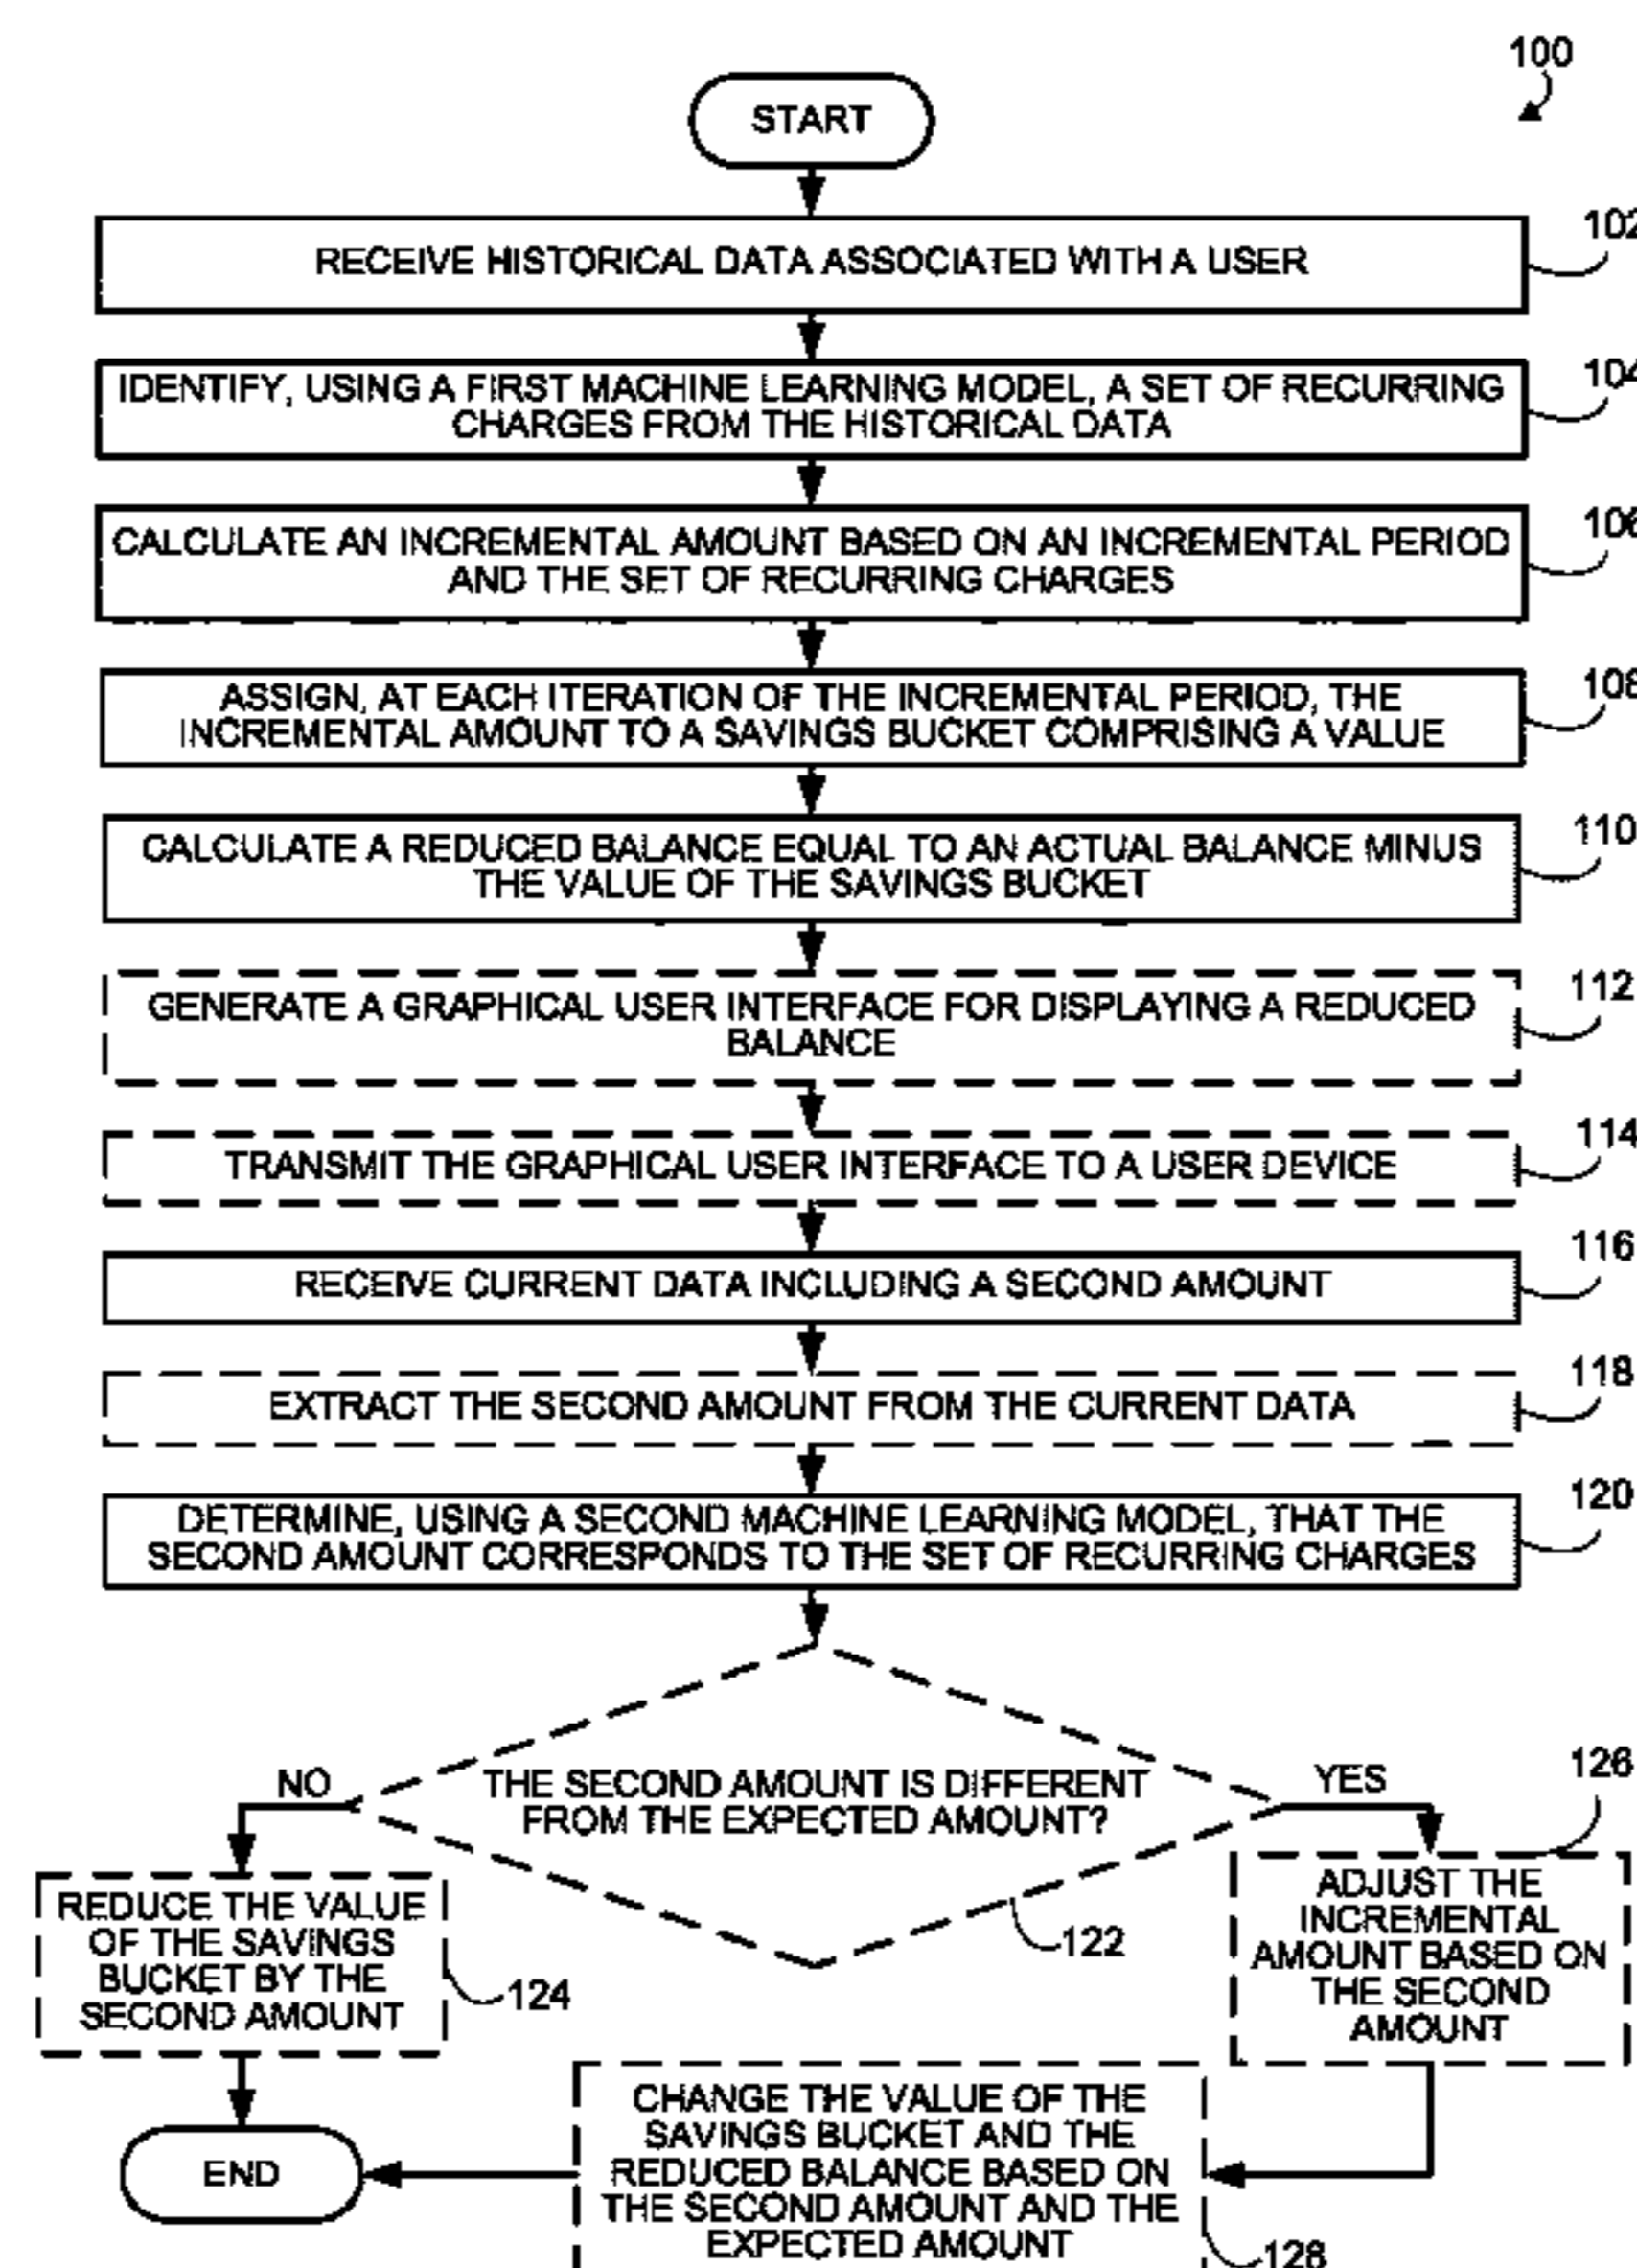 100
START
RECEIVE HISTORICAL DATA ASSOCIATED WITH A USER
102
IDENTIFY, USING A FIRST MACHINE LEARNING MODEL, A SET OF RECURRING
CHARGES FROM THE HISTORICAL DATA
104
CALCULATE AN INCREMENTAL AMOUNT BASED ON AN INCREMENTAL PERIOD
AND THE SET OF RECURRING CHARGES
106
ASSIGN, AT EACH ITERATION OF THE INCREMENTAL PERIOD, THE
INCREMENTAL AMOUNT TO A SAVINGS BUCKET COMPRISING A VALUE
108
CALCULATE A REDUCED BALANCE EQUAL TO AN ACTUAL BALANCE MINUS
THE VALUE OF THE SAVINGS BUCKET
110
GENERATE A GRAPHICAL USER INTERFACE FOR DISPLAYING A REDUCED
BALANCE
112
TRANSMIT THE GRAPHICAL USER INTERFACE TO A USER DEVICE
114
RECEIVE CURRENT DATA INCLUDING A SECOND AMOUNT
116
EXTRACT THE SECOND AMOUNT FROM THE CURRENT DATA
118
DETERMINE, USING A SECOND MACHINE LEARNING MODEL, THAT THE
SECOND AMOUNT CORRESPONDS TO THE SET OF RECURRING CHARGES
120
THE SECOND AMOUNT IS DIFFERENT
FROM THE EXPECTED AMOUNT?
122
NO
YES
REDUCE THE VALUE
OF THE SAVINGS
BUCKET BY THE
SECOND AMOUNT
124
126
ADJUST THE
INCREMENTAL
AMOUNT BASED ON
THE SECOND
AMOUNT
CHANGE THE VALUE OF THE
SAVINGS BUCKET AND THE
REDUCED BALANCE BASED ON
THE SECOND AMOUNT AND THE
EXPECTED AMOUNT
128
END